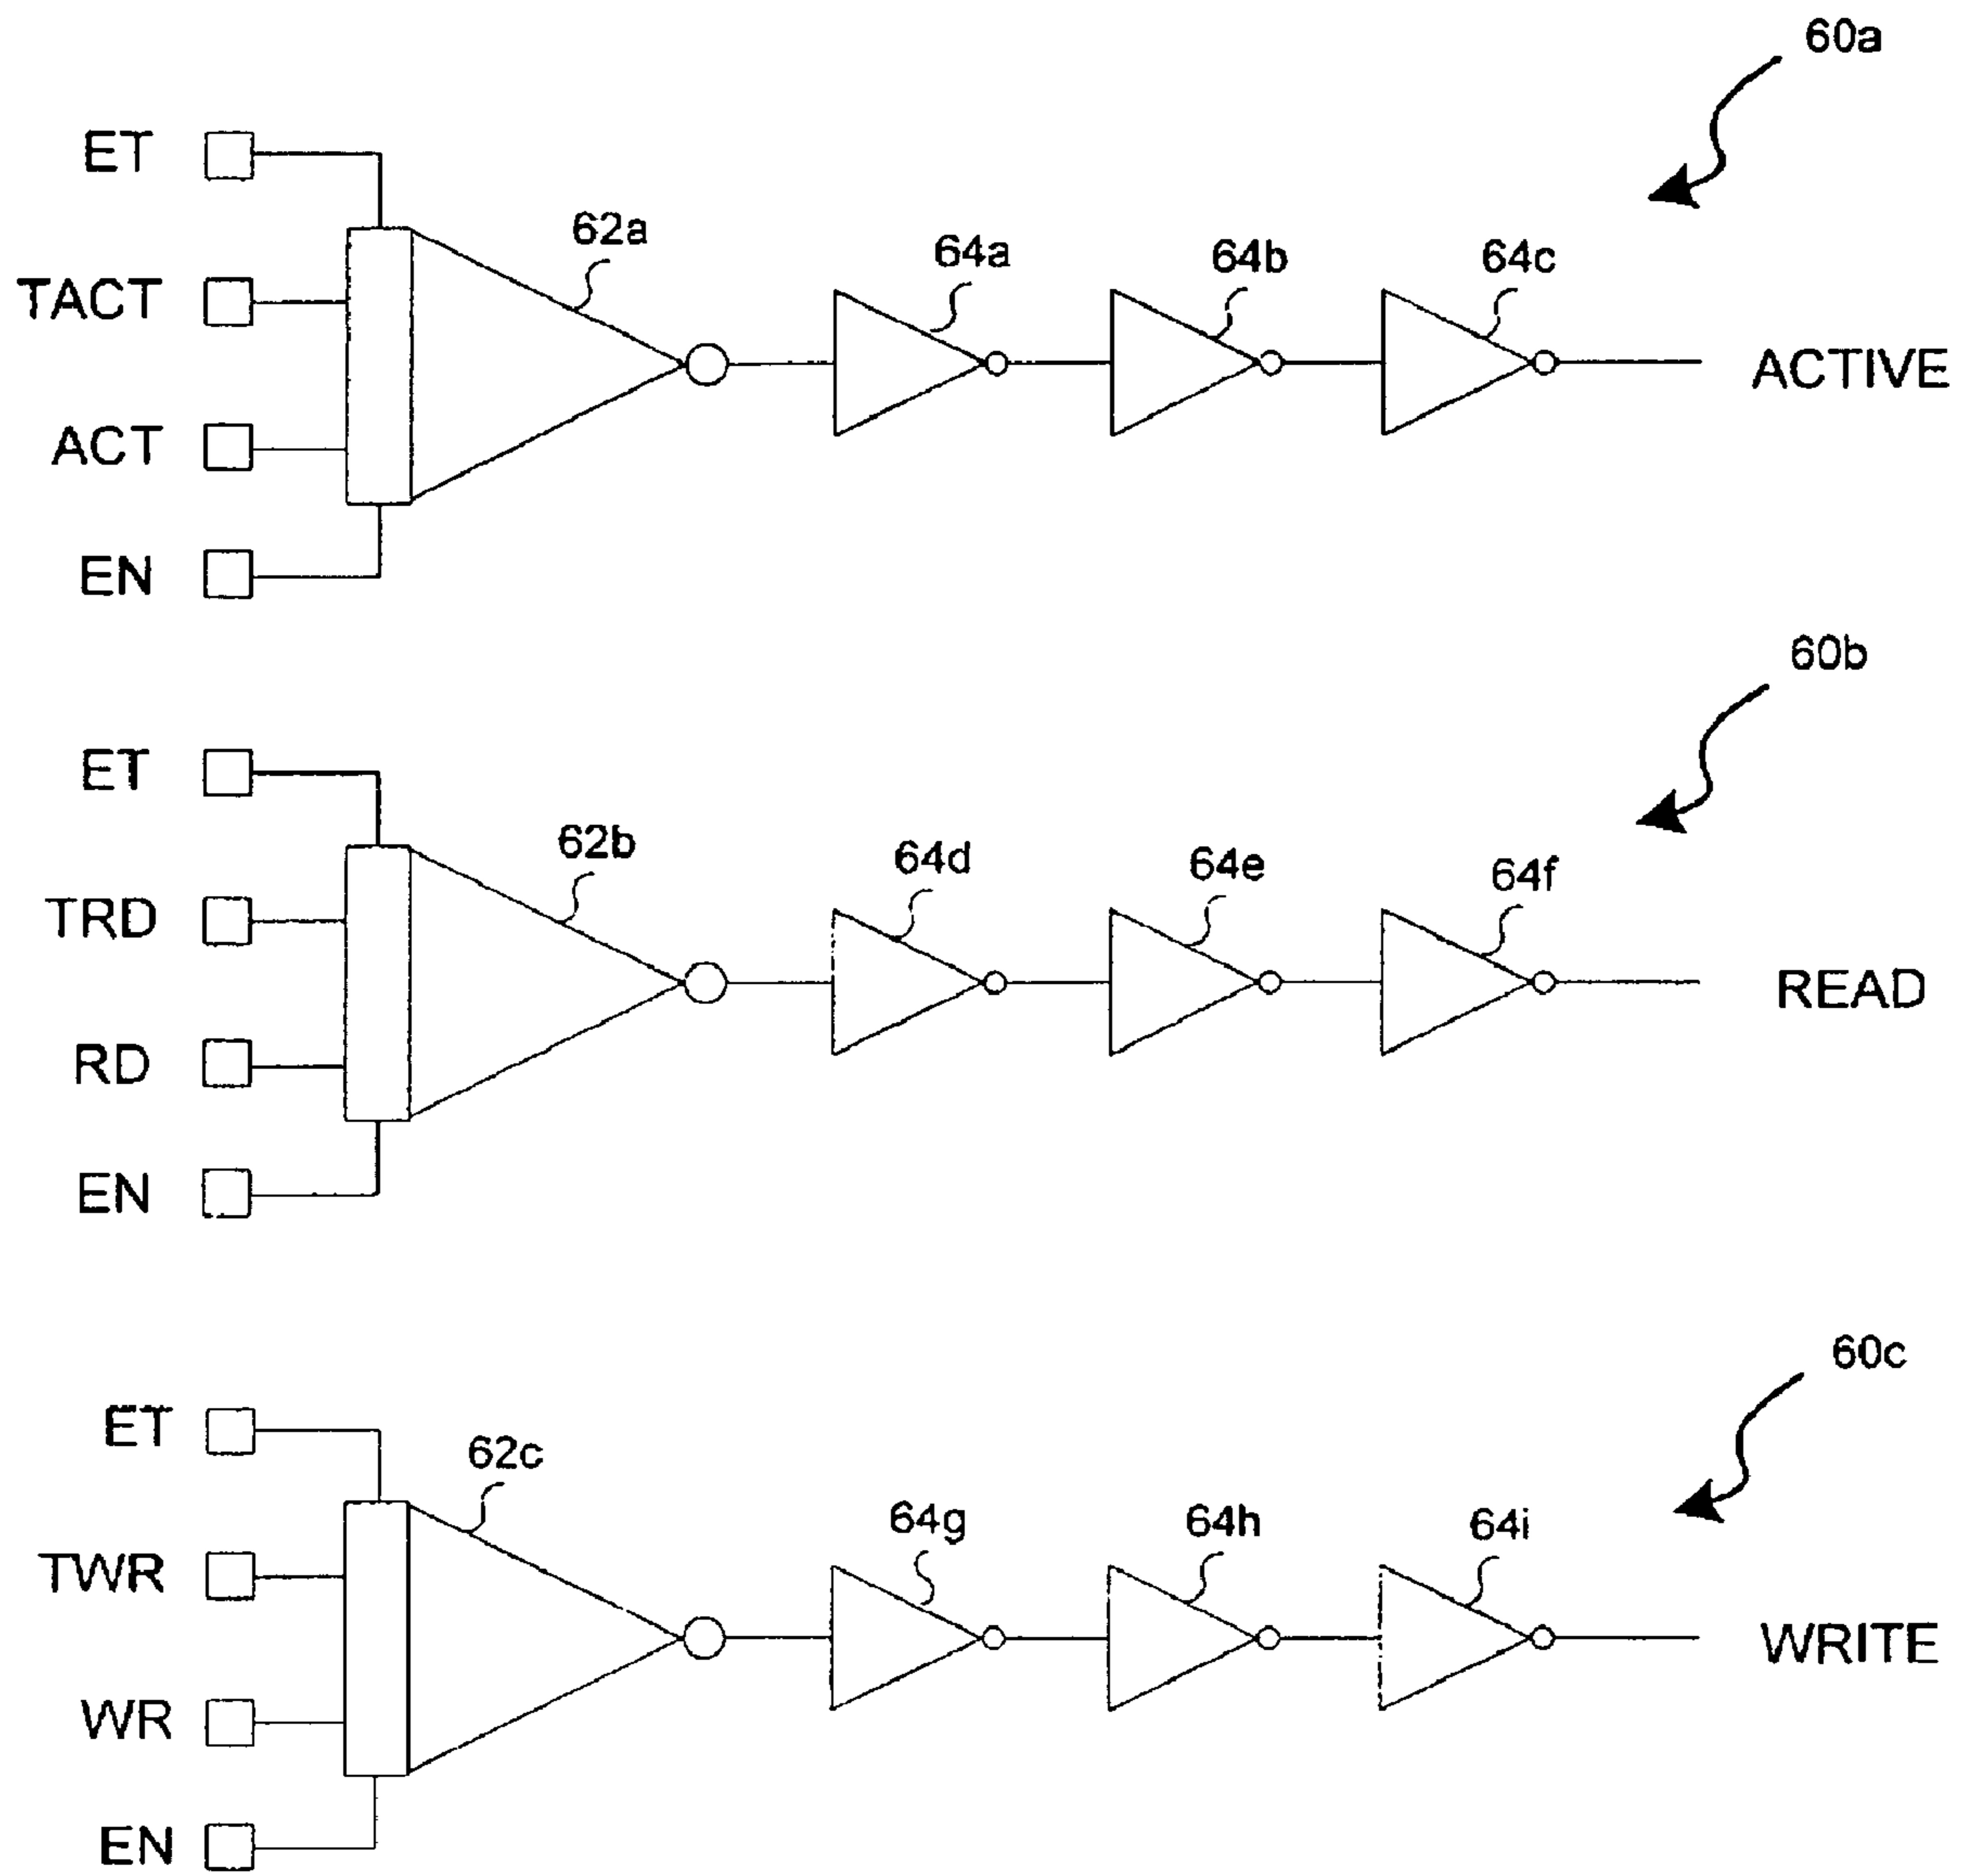 60a
ET
62a
64a
64b
64c
TACT
ACTIVE
ACT
EN
60b
ET
62b
64d
64e
64f
TRD
READ
RD
EN
60c
ET
62c
64g
64h
64i
TWR
WRITE
WR
EN